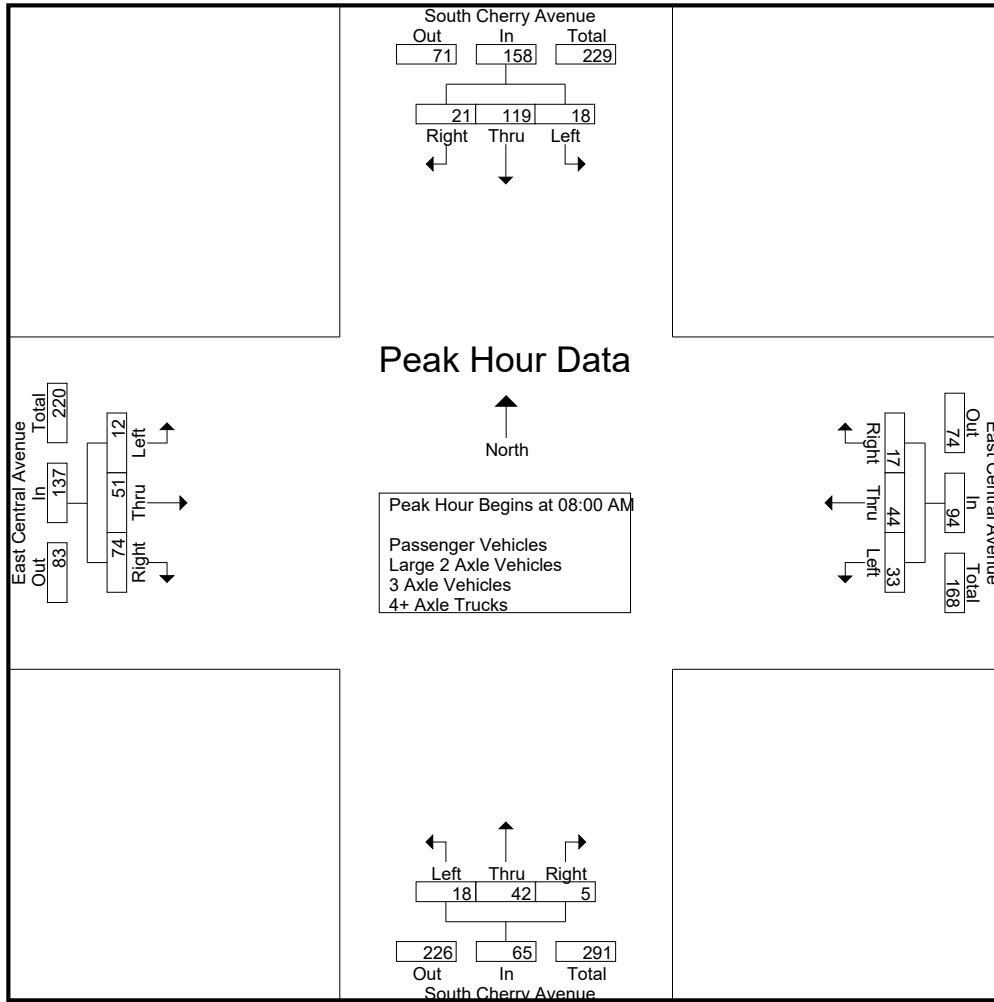 South Cherry Avenue
Out In Total
71 158 229
21 119 18
Right Thru Left
Peak Hour Data
North
Peak Hour Begins at 08:00 AM
Passenger Vehicles
Large 2 Axle Vehicles
3 Axle Vehicles
4+ Axle Trucks
East Central Avenue
Out In Total
83 137 220
Left Thru Right
12 51 74
East Central Avenue
Out In Total
74 94 168
Right Thru Left
17 44 33
Left Thru Right
18 42 5
226 65 291
Out In Total
South Cherry Avenue